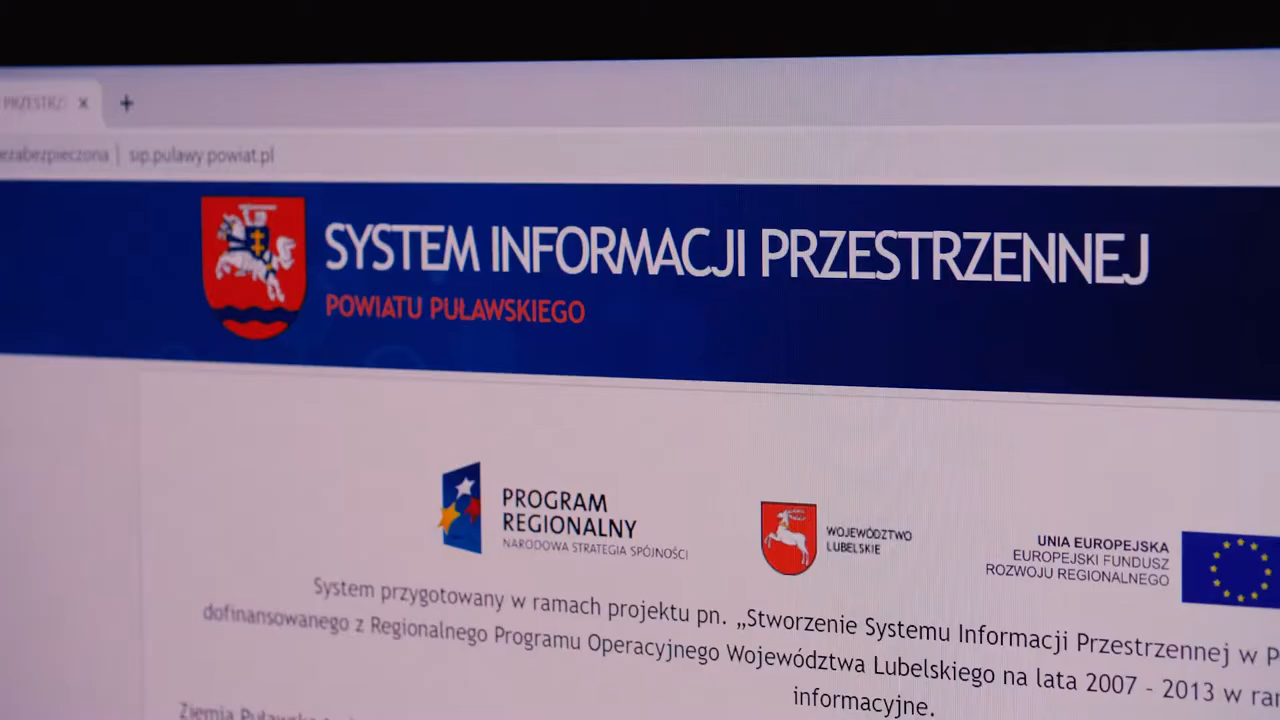 PRZESTRZ
ezabezpieczona | sip.pulawy.powiat.pl
SYSTEM INFORMACJI PRZESTRZENNEJ
POWIATU PUŁAWSKIEGO
PROGRAM
REGIONALNY
NARODOWA STRATEGIA SPÓJNOŚCI
WOJEWÓDZTWO
LUBELSKIE
UNIA EUROPEJSKA
EUROPEJSKI FUNDUSZ
ROZWOJU REGIONALNEGO
System przygotowany w ramach projektu pn. „Stworzenie Systemu Informacji Przestrzennej w P
dofinansowanego z Regionalnego Programu Operacyjnego Województwa Lubelskiego na lata 2007 - 2013 w ran
informacyjne.
Ziemia